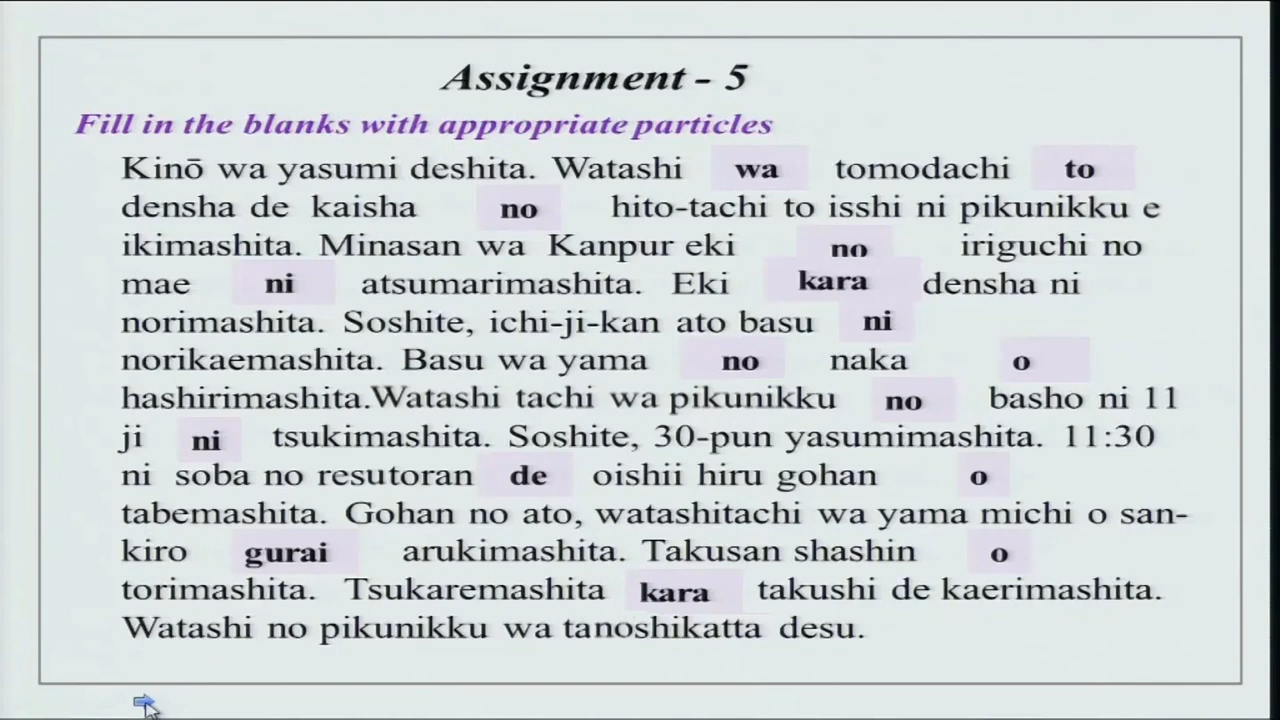 Assignment - 5
Fill in the blanks with appropriate particles
Kinō wa yasumi deshita. Watashi wa tomodachi to
densha de kaisha no hito-tachi to isshi ni pikunikku e
ikimashita. Minasan wa Kanpur eki no iriguchi no
mae ni atsumarimashita. Eki kara densha ni
norimashita. Soshite, ichi-ji-kan ato basu ni
norikaemashita. Basu wa yama no naka o
hashirimashita.Watashi tachi wa pikunikku no basho ni 11
ji ni tsukimashita. Soshite, 30-pun yasumimashita. 11:30
ni soba no resutoran de oishii hiru gohan o
tabemashita. Gohan no ato, watashitachi wa yama michi o san-
kiro gurai arukimashita. Takusan shashin o
torimashita. Tsukaremashita kara takushi de kaerimashita.
Watashi no pikunikku wa tanoshikatta desu.